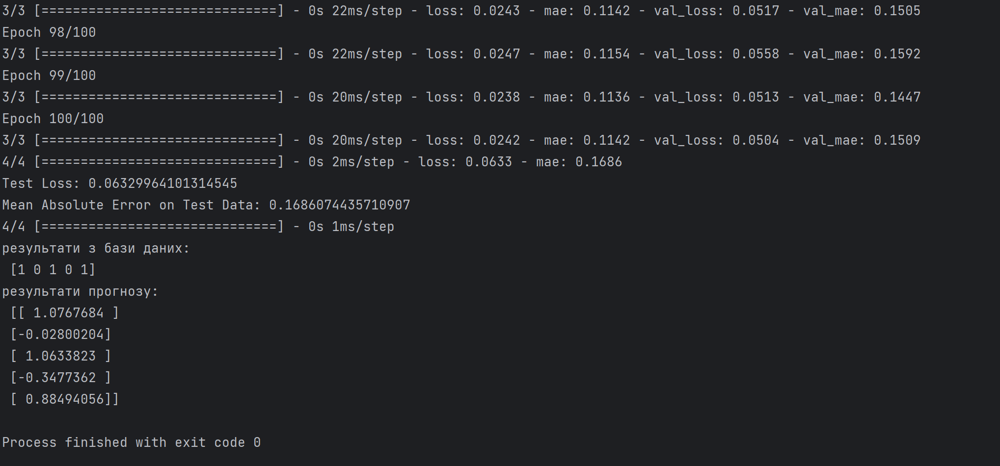 3/3 [==============================] - 0s 22ms/step - loss: 0.0243 - mae: 0.1142 - val_loss: 0.0517 - val_mae: 0.1505
Epoch 98/100
3/3 [==============================] - 0s 22ms/step - loss: 0.0247 - mae: 0.1154 - val_loss: 0.0558 - val_mae: 0.1592
Epoch 99/100
3/3 [==============================] - 0s 20ms/step - loss: 0.0238 - mae: 0.1136 - val_loss: 0.0513 - val_mae: 0.1447
Epoch 100/100
3/3 [==============================] - 0s 20ms/step - loss: 0.0242 - mae: 0.1142 - val_loss: 0.0504 - val_mae: 0.1509
4/4 [==============================] - 0s 2ms/step - loss: 0.0633 - mae: 0.1686
Test Loss: 0.06329964101314545
Mean Absolute Error on Test Data: 0.1686074435710907
4/4 [==============================] - 0s 1ms/step
результати з бази даних:
 [1 0 1 0 1]
результати прогнозу:
 [[ 1.0767684 ]
 [-0.02800204]
 [ 1.0633823 ]
 [-0.3477362 ]
 [ 0.88494056]]
Process finished with exit code 0